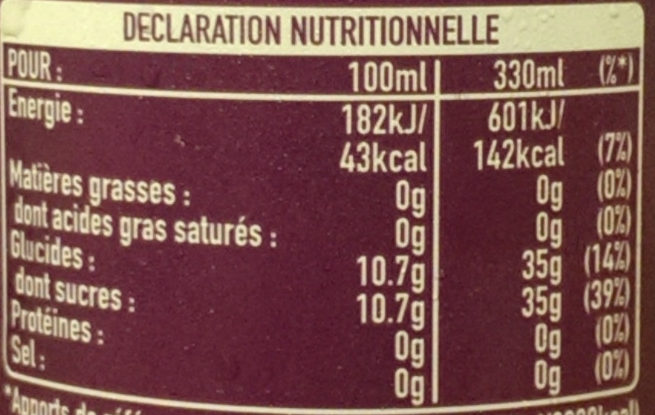 DECLARATION NUTRITIONNELLE
POUR : 100ml 330ml (%*)
Energie : 182kJ/ 601kJ/
43kcal 142kcal (7%)
Matières grasses : 0g 0g (0%)
dont acides gras saturés : 0g 0g (0%)
Glucides : 10.7g 35g (14%)
dont sucres : 10.7g 35g (39%)
Protéines : 0g 0g (0%)
Sel : 0g 0g (0%)
*Apports de